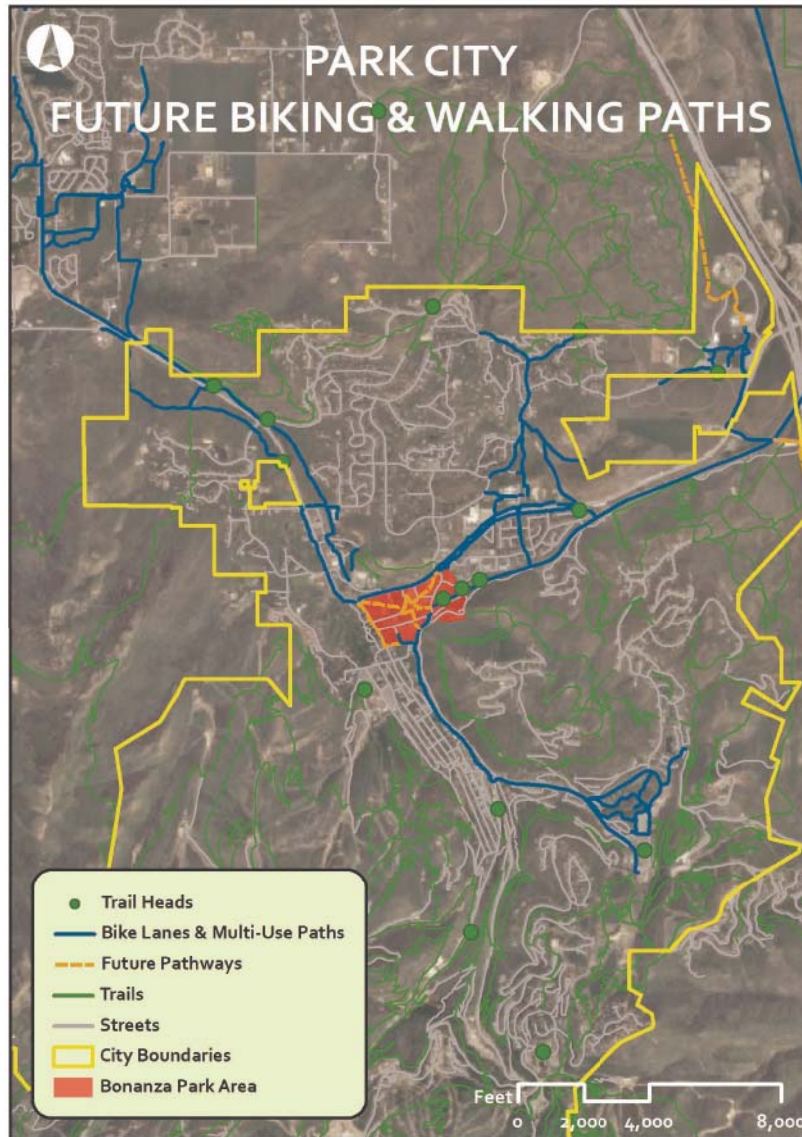 PARK CITY
FUTURE BIKING & WALKING PATHS
Trail Heads
Bike Lanes & Multi-Use Paths
Future Pathways
Trails
Streets
City Boundaries
Bonanza Park Area
Feet
0 2,000 4,000 8,000